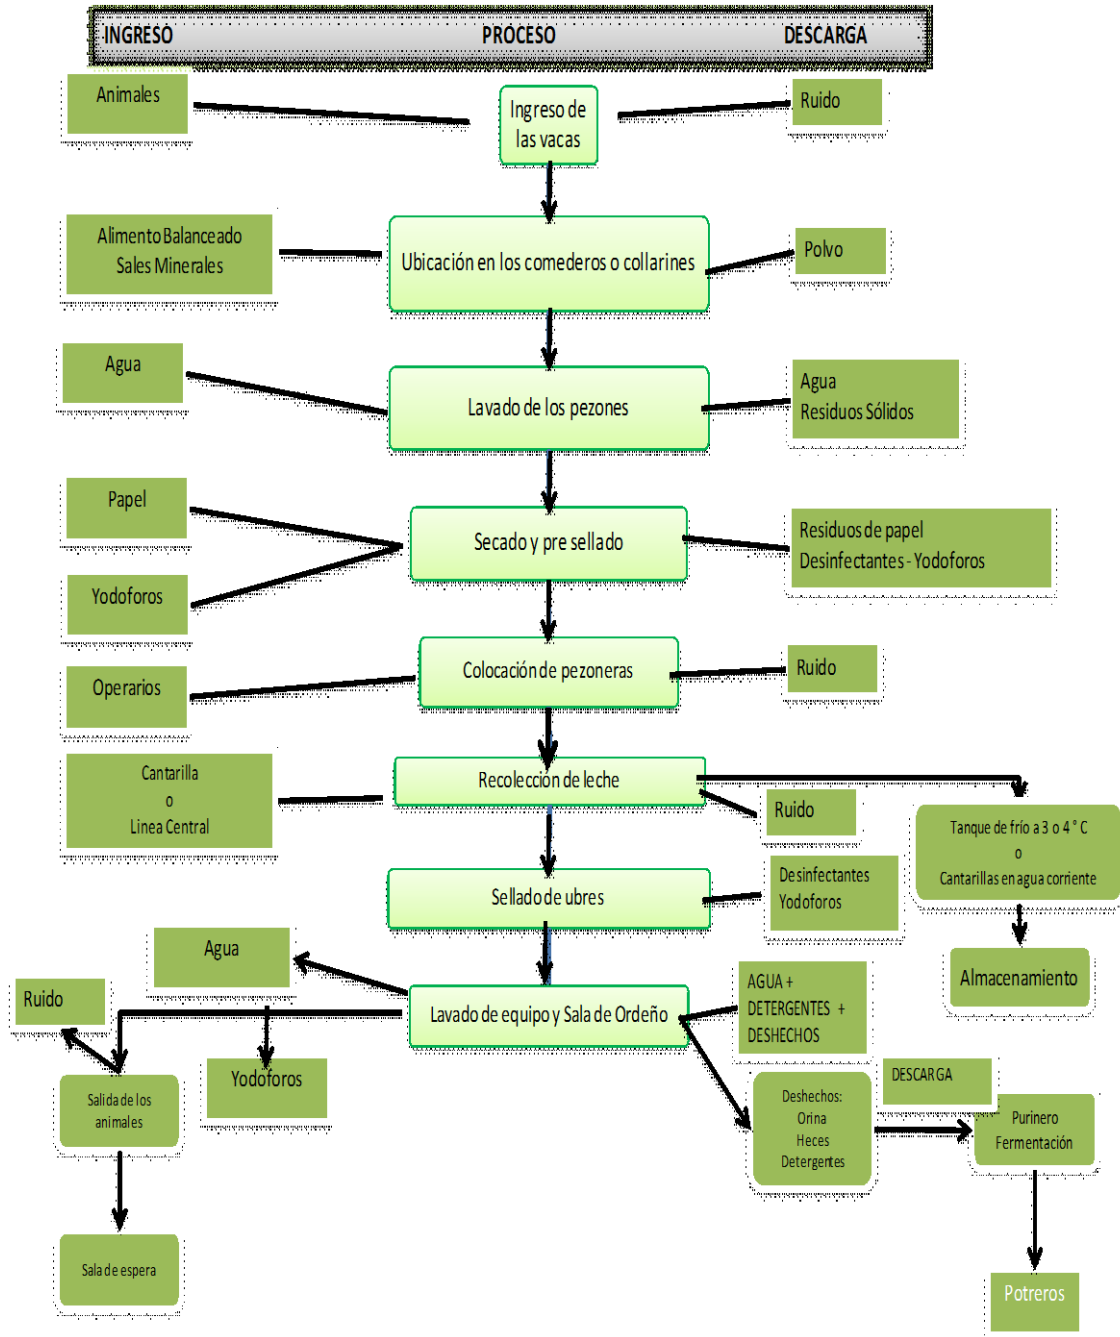 INGRESO PROCESO DESCARGA
Animales
Ingreso de
las vacas
Ruido
Alimento Balanceado
Sales Minerales
Ubicación en los comederos o collarines
Polvo
Agua
Lavado de los pezones
Agua
Residuos Sólidos
Papel
Yodoforos
Secado y pre sellado
Residuos de papel
Desinfectantes - Yodoforos
Operarios
Colocación de pezoneras
Ruido
Cantarilla
o
Linea Central
Recolección de leche
Ruido
Tanque de frío a 3 o 4 ° C
o
Cantarillas en agua corriente
Almacenamiento
Sellado de ubres
Desinfectantes
Yodoforos
Agua
Yodoforos
Ruido
Lavado de equipo y Sala de Ordeño
AGUA +
DETERGENTES +
DESHECHOS
Salida de los
animales
Sala de espera
Deshechos:
Orina
Heces
Detergentes
DESCARGA
Purinero
Fermentación
Potreros